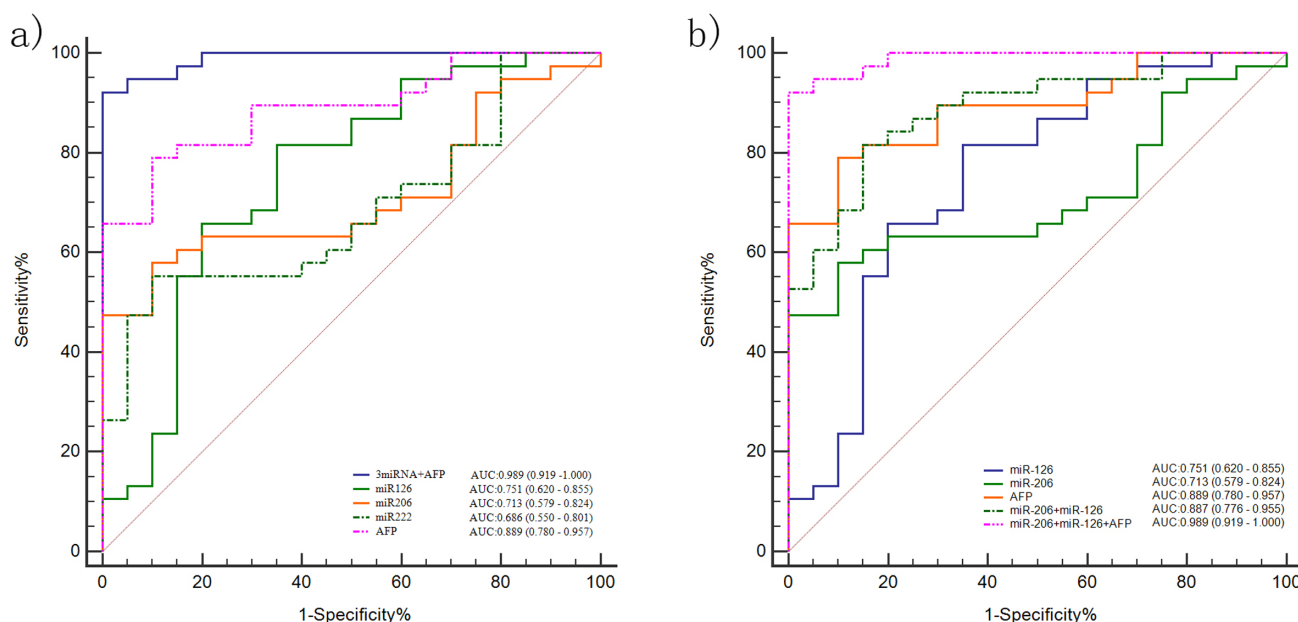 a)
100
80
60
40
20
0
Sensitivity%
3miRNA+AFP AUC:0.989 (0.919 -1.000)
miR126 AUC:0.751 (0.620 - 0.855)
miR206 AUC:0.713 (0.579 - 0.824)
miR222 AUC:0.686 (0.550 - 0.801)
AFP AUC:0.889 (0.780 - 0.957)
0 20 40 60 80 100
1-Specificity%
b)
100
80
60
40
20
0
Sensitivity%
miR-126 AUC:0.751 (0.620 - 0.855)
miR-206 AUC:0.713 (0.579 - 0.824)
AFP AUC:0.889 (0.780 - 0.957)
miR-206+miR-126 AUC:0.887 (0.776 - 0.955)
miR-206+miR-126+AFP AUC:0.989 (0.919 - 1.000)
0 20 40 60 80 100
1-Specificity%